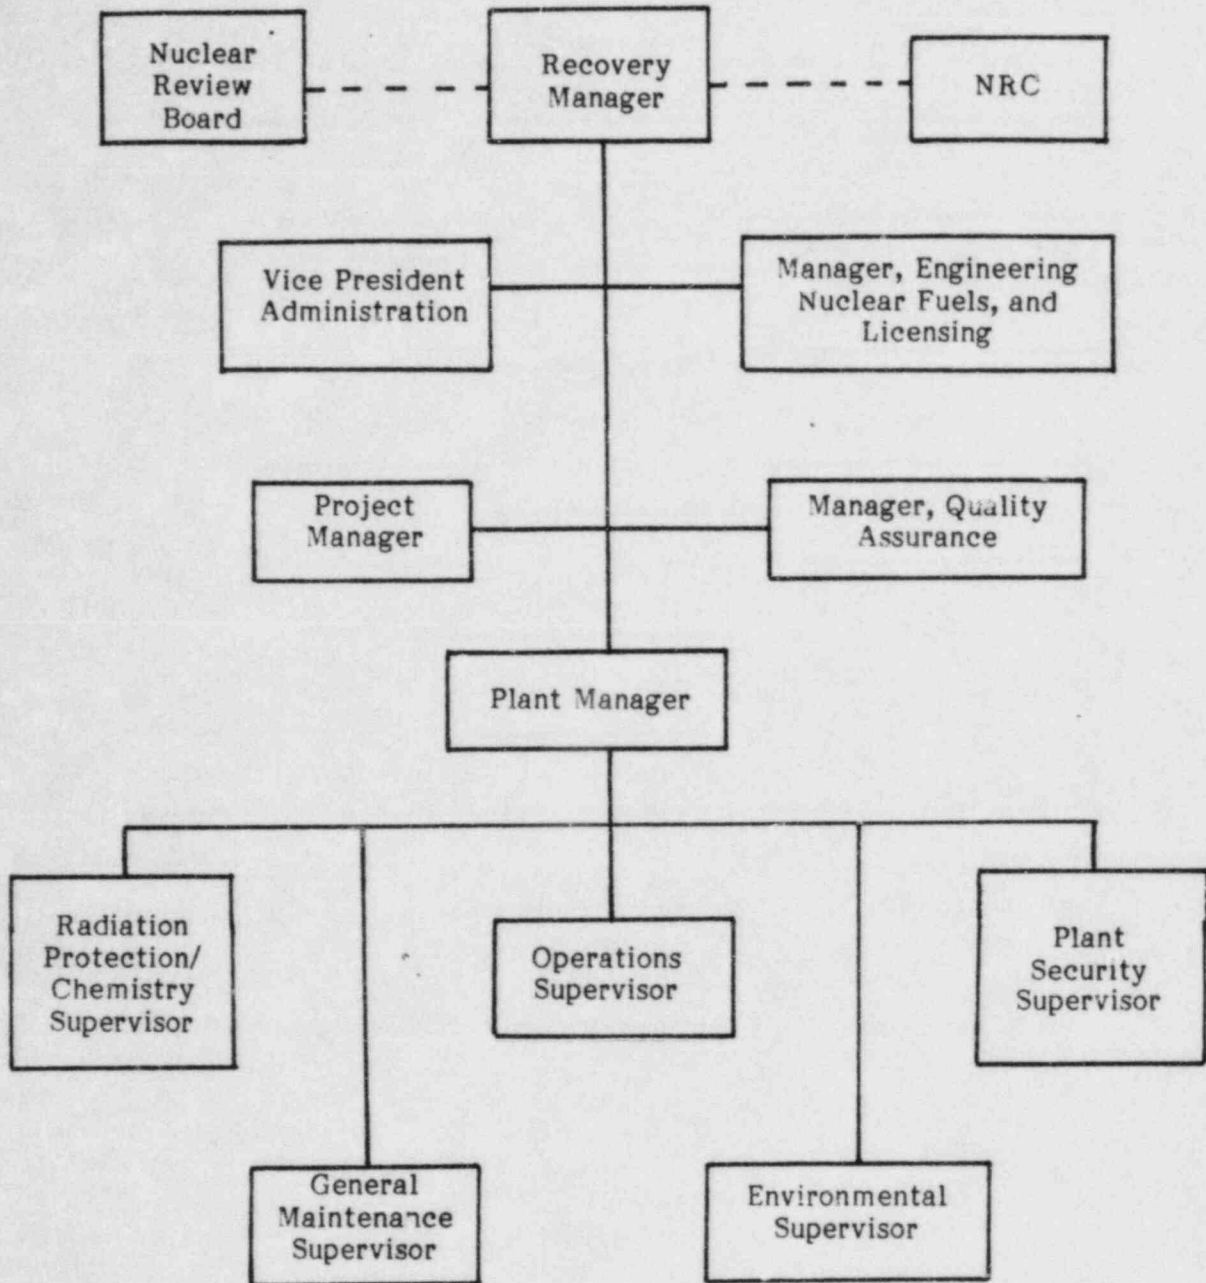 Nuclear
Review
Board
Recovery
Manager
NRC
Vice President
Administration
Manager, Engineering
Nuclear Fuels, and
Licensing
Project
Manager
Manager, Quality
Assurance
Plant Manager
Radiation
Protection/
Chemistry
Supervisor
Operations
Supervisor
Plant
Security
Supervisor
General
Maintenance
Supervisor
Environmental
Supervisor